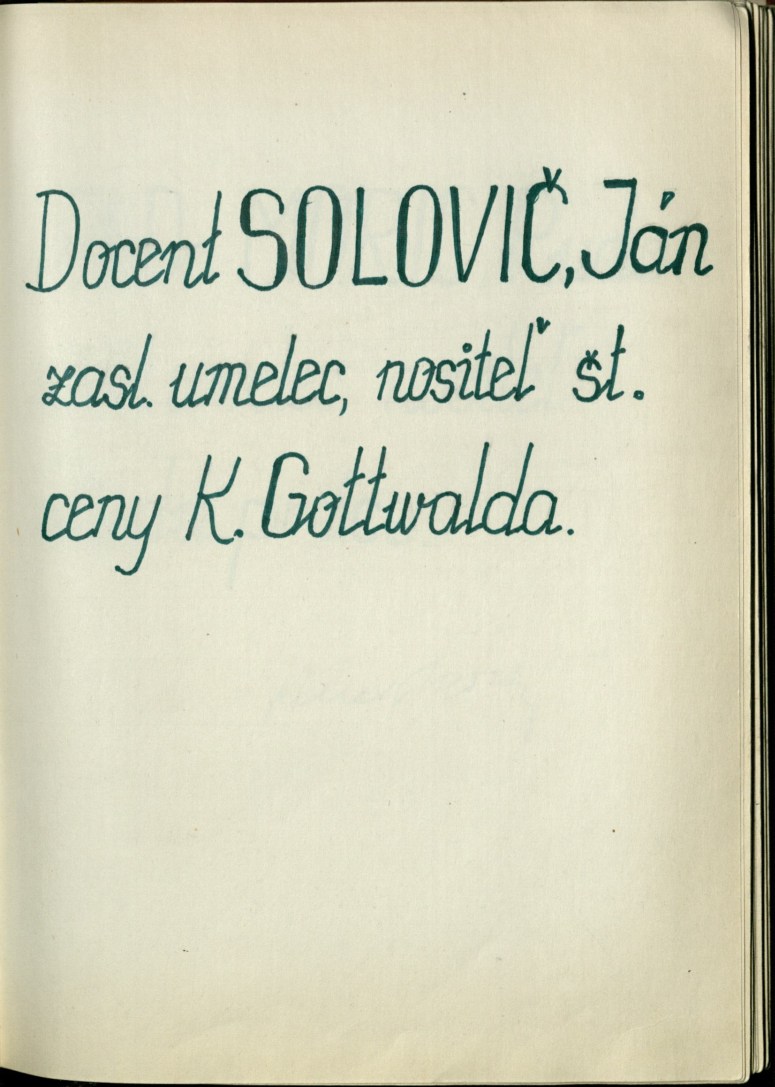 Docent SOLOVIČ, Ján
zasl. umelec, nositeľ št.
ceny K. Gottwalda.